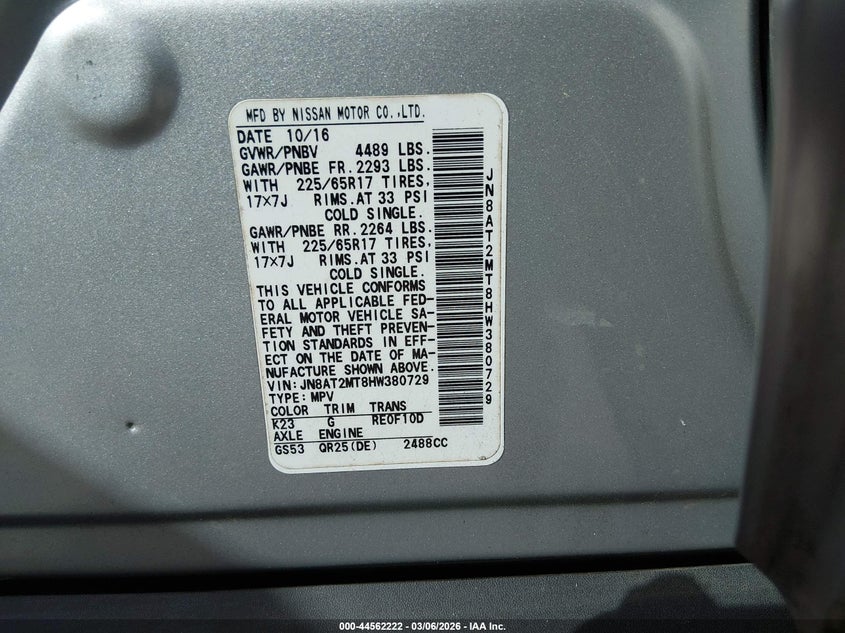 MFD BY NISSAN MOTOR CO.,LTD.
DATE 10/16
GVWR/PNBV 4489 LBS.
GAWR/PNBE FR. 2293 LBS.
WITH 225/65R17 TIRES,
17×7J RIMS. AT 33 PSI
COLD SINGLE.
GAWR/PNBE RR. 2264 LBS.
WITH 225/65R17 TIRES,
17×7J RIMS. AT 33 PSI
COLD SINGLE.
THIS VEHICLE CONFORMS
TO ALL APPLICABLE FED-
ERAL MOTOR VEHICLE SA-
FETY AND THEFT PREVEN-
TION STANDARDS IN EFF-
ECT ON THE DATE OF MA-
NUFACTURE SHOWN ABOVE.
VIN:JN8AT2MT8HW380729
TYPE: MPV
COLOR TRIM TRANS
K23 G RE0F10D
AXLE ENGINE
GS53 QR25(DE) 2488CC
JN8AT2MT8HW380729
000-44562222 — 03/06/2026 — IAA Inc.